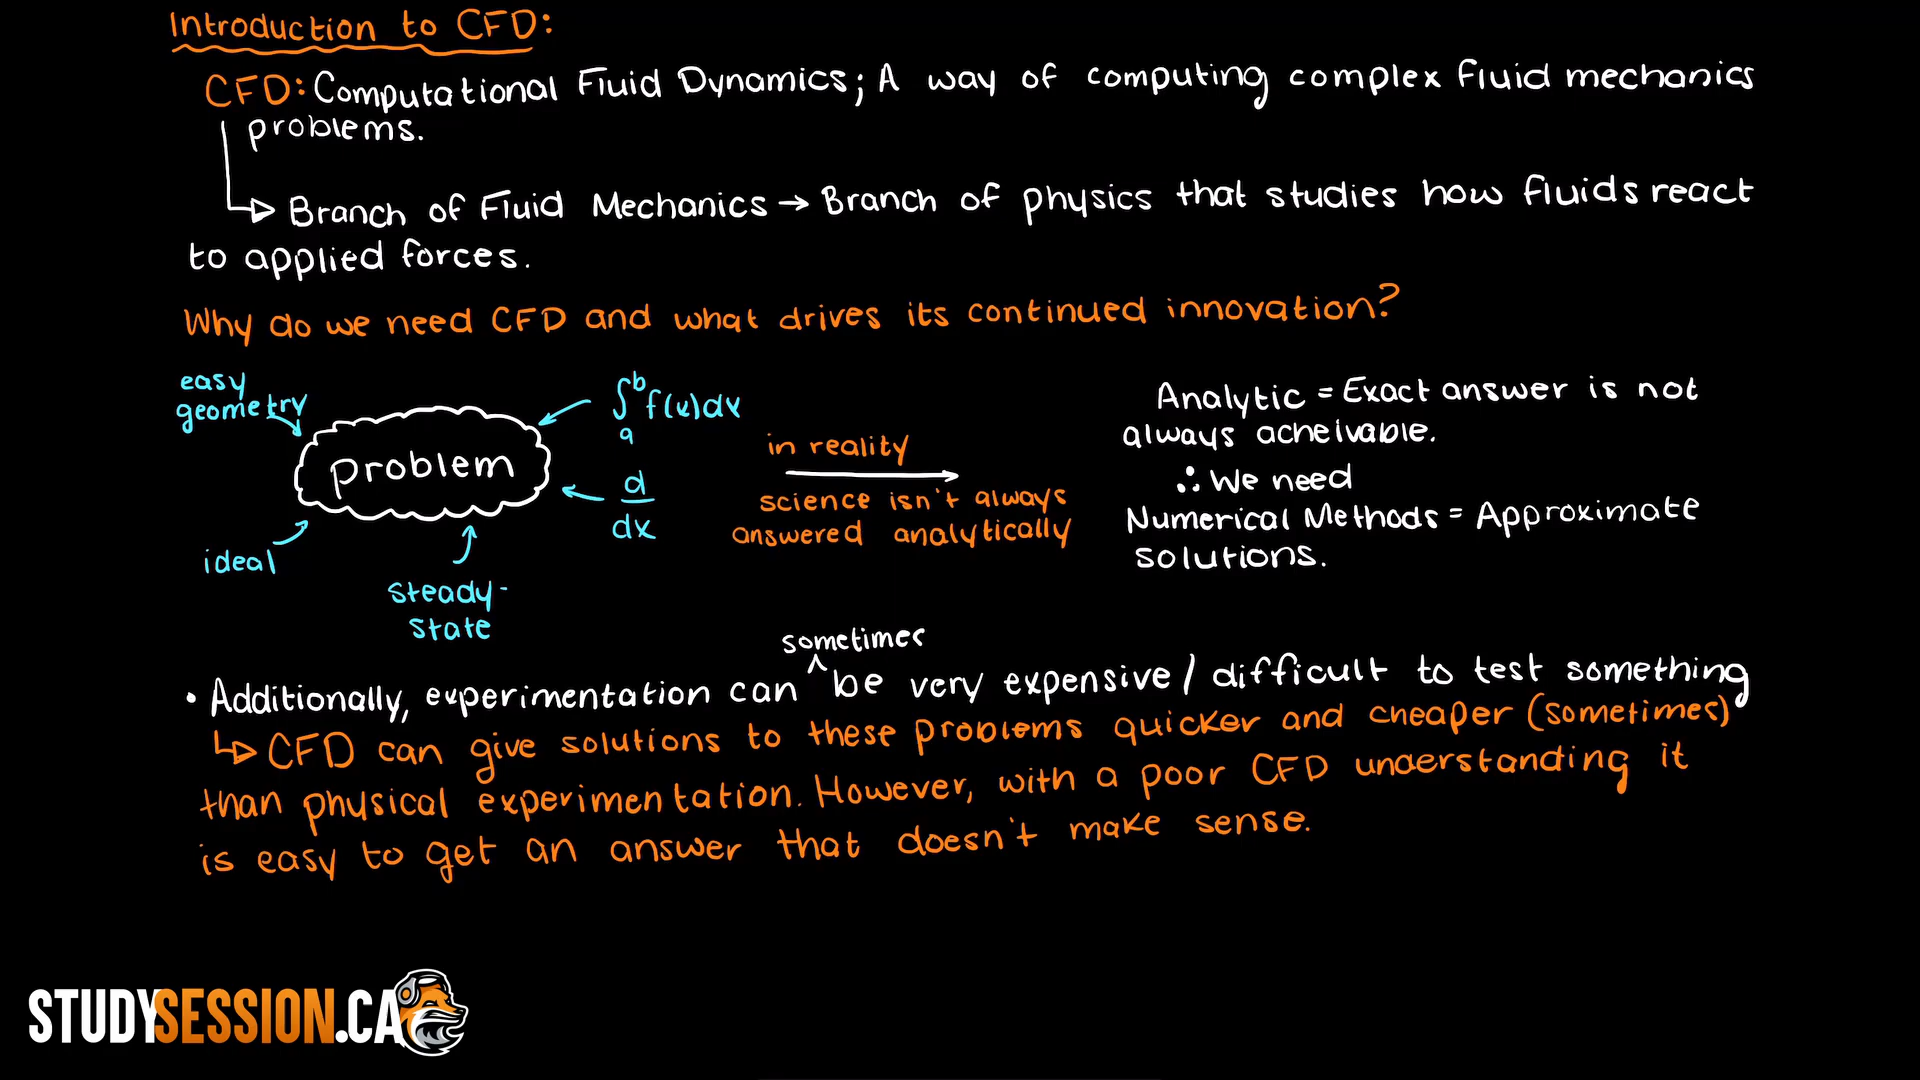 Introduction to CFD:
CFD: Computational Fluid Dynamics; A way of computing complex fluid mechanics
problems.
Branch of Fluid Mechanics → Branch of physics that studies how fluids react
to applied forces.
Why do we need CFD and what drives its continued innovation?
easy
geometry
problem
ideal
steady-
state
∫ₐᵇ f(x)dx
d/dx
in reality
science isn't always
answered analytically
Analytic = Exact answer is not
always acheivable.
∴ We need
Numerical Methods = Approximate
solutions.
sometimes
• Additionally, experimentation can ^ be very expensive / difficult to test something
↳ CFD can give solutions to these problems quicker and cheaper (sometimes)
than physical experimentation. However, with a poor CFD understanding it
is easy to get an answer that doesn't make sense.
STUDYSESSION.CA